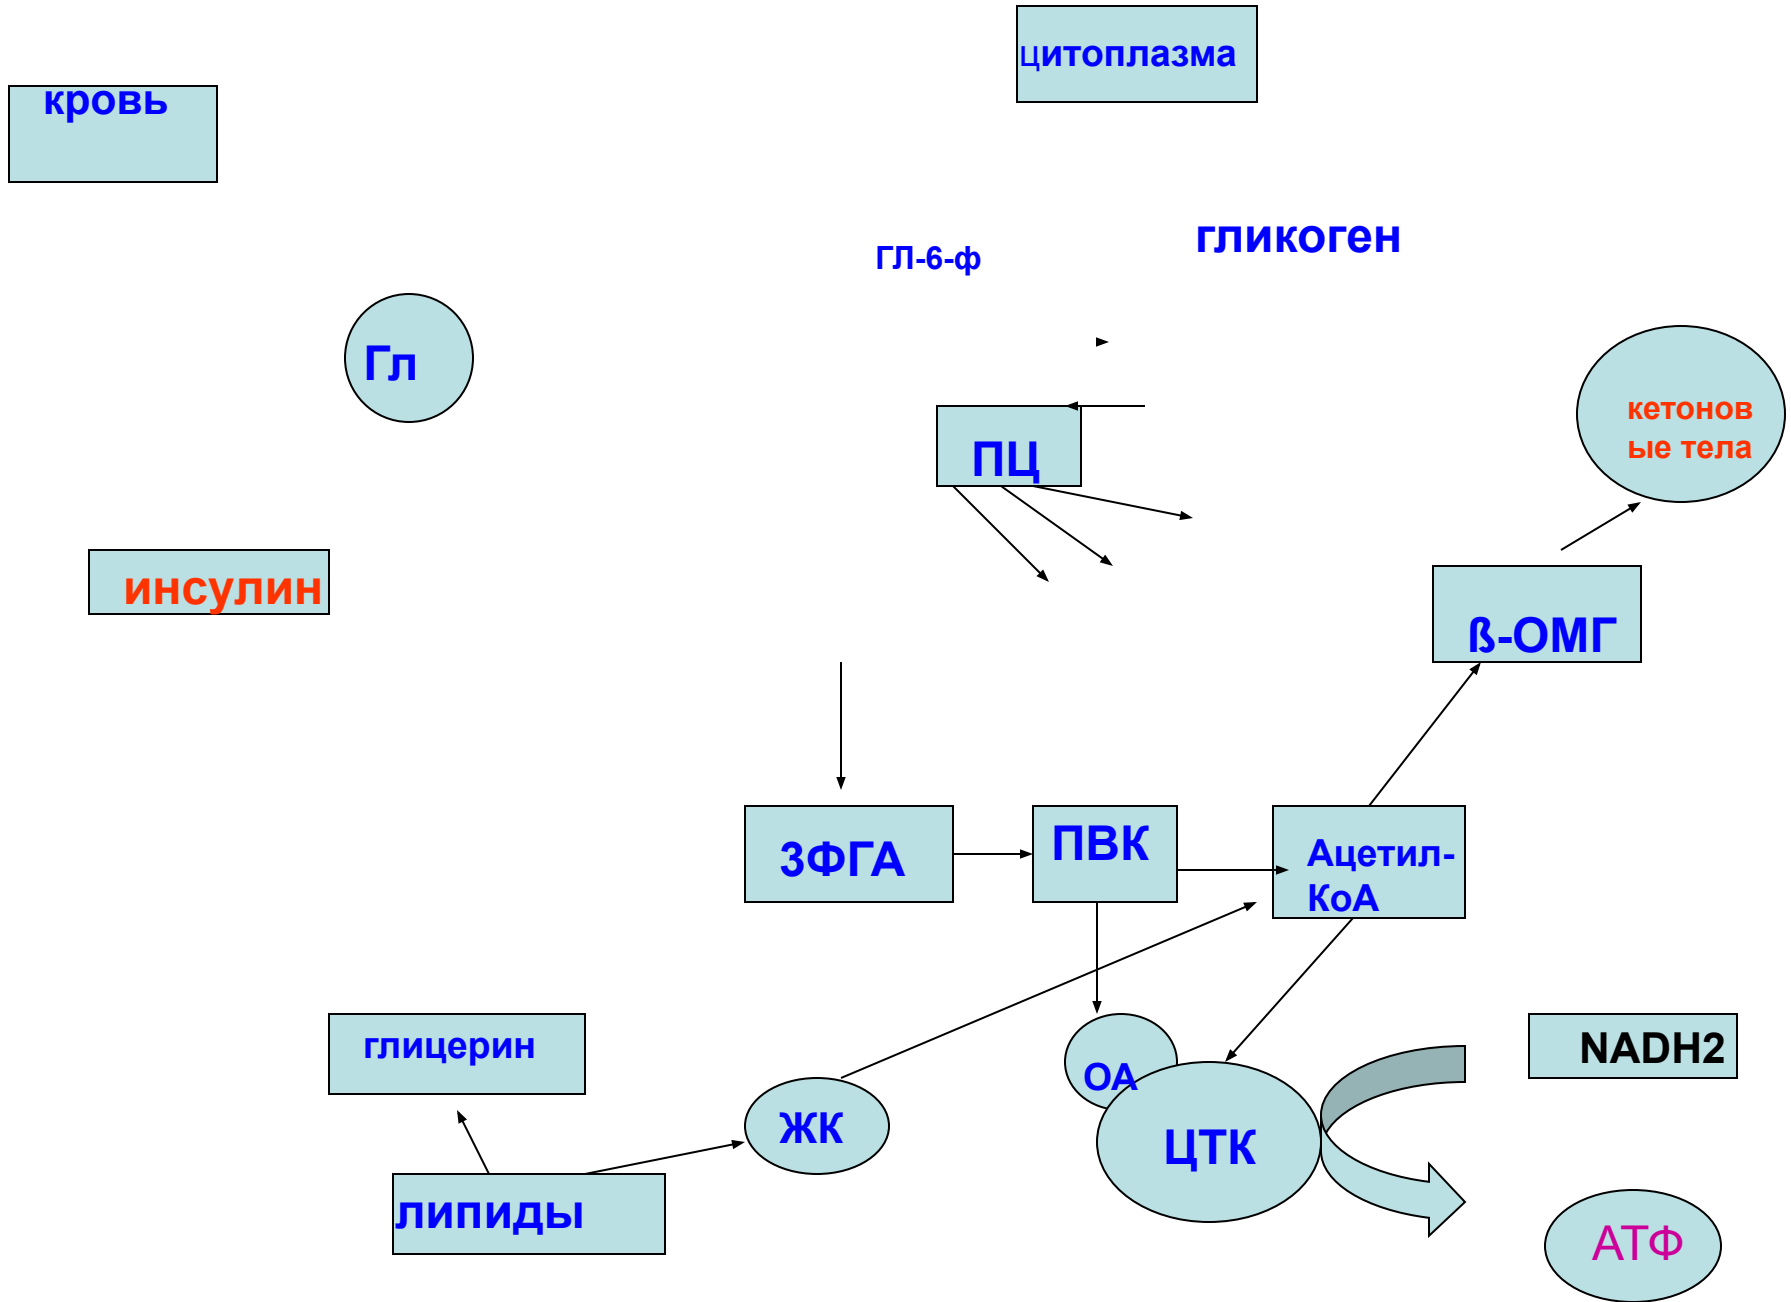 цитоплазма
кровь
гликоген
ГЛ-6-ф
Гл
кетонов
ые тела
ПЦ
инсулин
ß-ОМГ
3ФГА
ПВК
Ацетил-
КоА
глицерин
ОА
NADH2
ЖК
ЦТК
липиды
АТФ